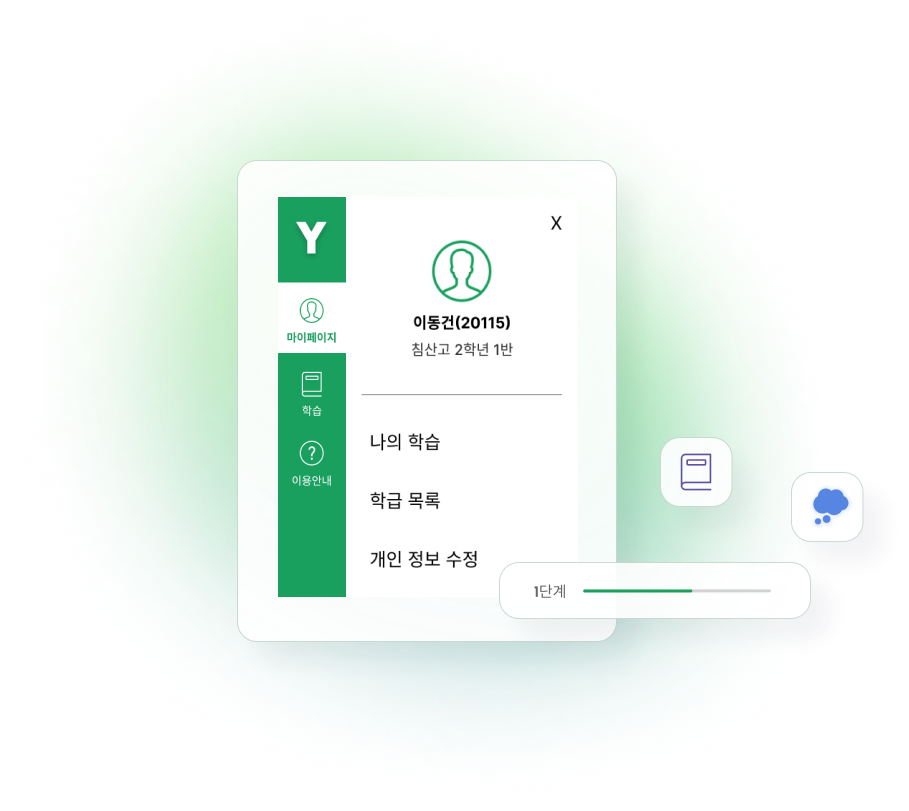 Y
마이페이지
학습
?
이용안내
X
이동건(20115)
침산고 2학년 1반
나의 학습
학급 목록
개인 정보 수정
1단계